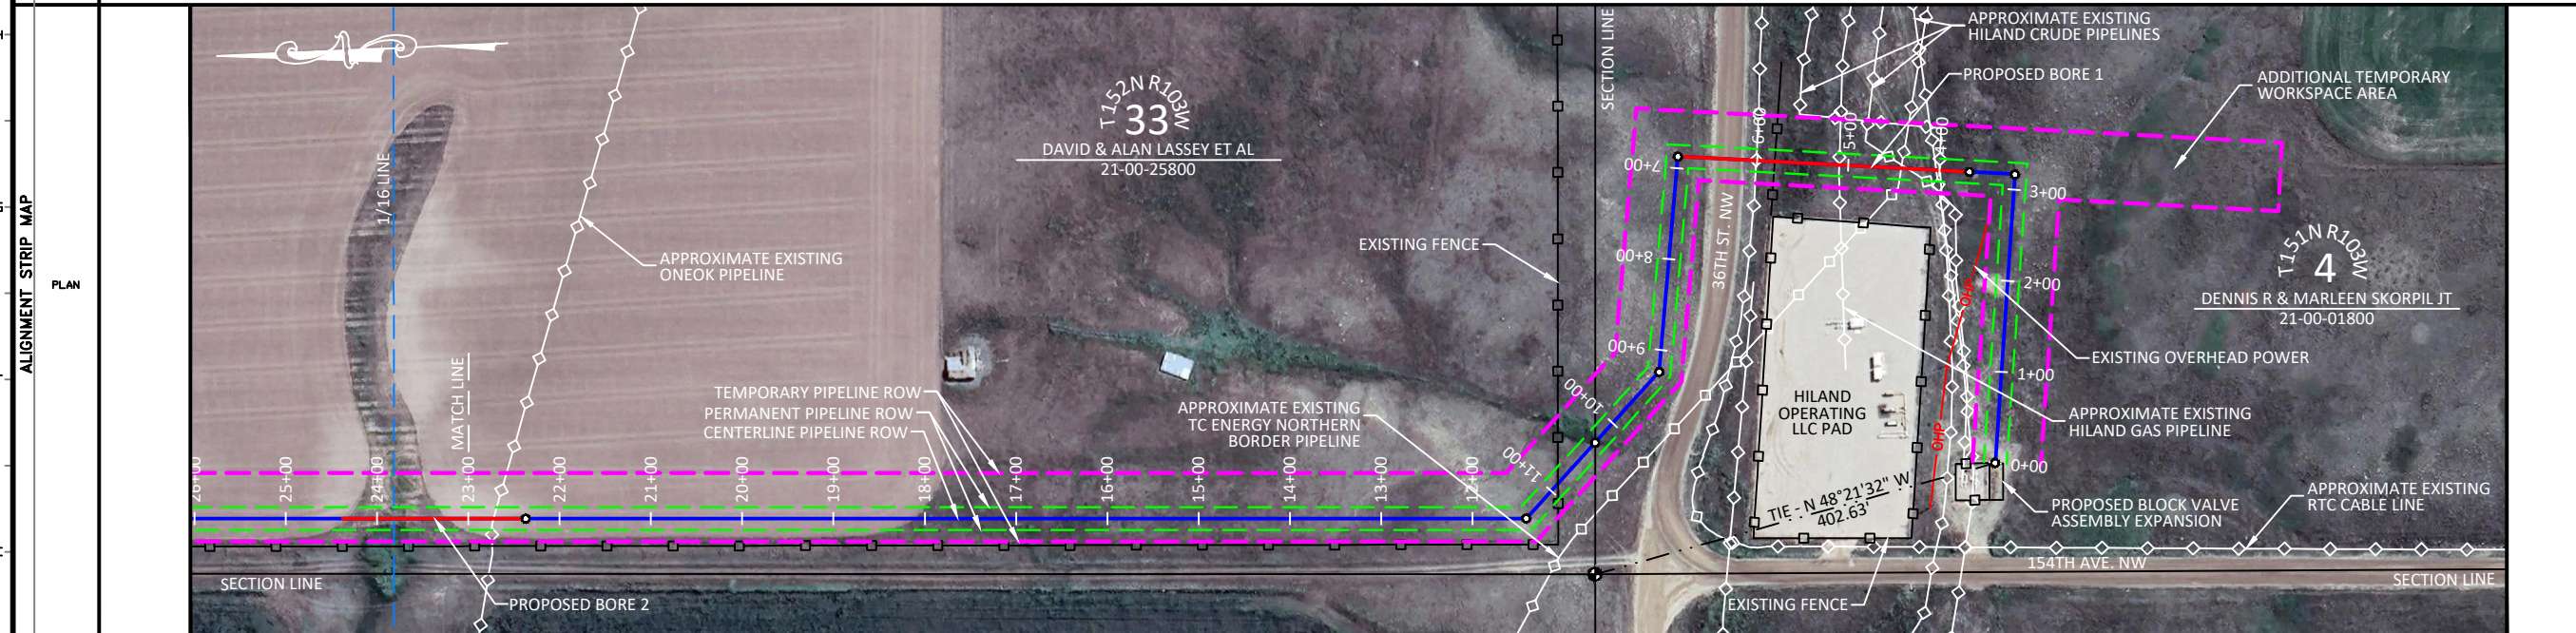 ALIGNMENT STRIP MAP
PLAN
1/16 LINE
MATCH LINE
APPROXIMATE EXISTING
ONEOK PIPELINE
T 152N R103W
33
DAVID & ALAN LASSEY ET AL
21-00-25800
TEMPORARY PIPELINE ROW
PERMANENT PIPELINE ROW
CENTERLINE PIPELINE ROW
APPROXIMATE EXISTING
TC ENERGY NORTHERN
BORDER PIPELINE
EXISTING FENCE
SECTION LINE
36TH ST. NW
APPROXIMATE EXISTING
HILAND CRUDE PIPELINES
PROPOSED BORE 1
ADDITIONAL TEMPORARY
WORKSPACE AREA
T 151N R103W
4
DENNIS R & MARLEEN SKORPIL JT
21-00-01800
EXISTING OVERHEAD POWER
APPROXIMATE EXISTING
HILAND GAS PIPELINE
HILAND
OPERATING
LLC PAD
OHP
OHP
TIE - N 48°21'32" W
402.63'
PROPOSED BLOCK VALVE
ASSEMBLY EXPANSION
APPROXIMATE EXISTING
RTC CABLE LINE
154TH AVE. NW
SECTION LINE
EXISTING FENCE
SECTION LINE
PROPOSED BORE 2
26+00
25+00
24+00
23+00
22+00
21+00
20+00
19+00
18+00
17+00
16+00
15+00
14+00
13+00
12+00
11+00
10+00
9+00
8+00
7+00
6+00
5+00
4+00
3+00
2+00
1+00
0+00